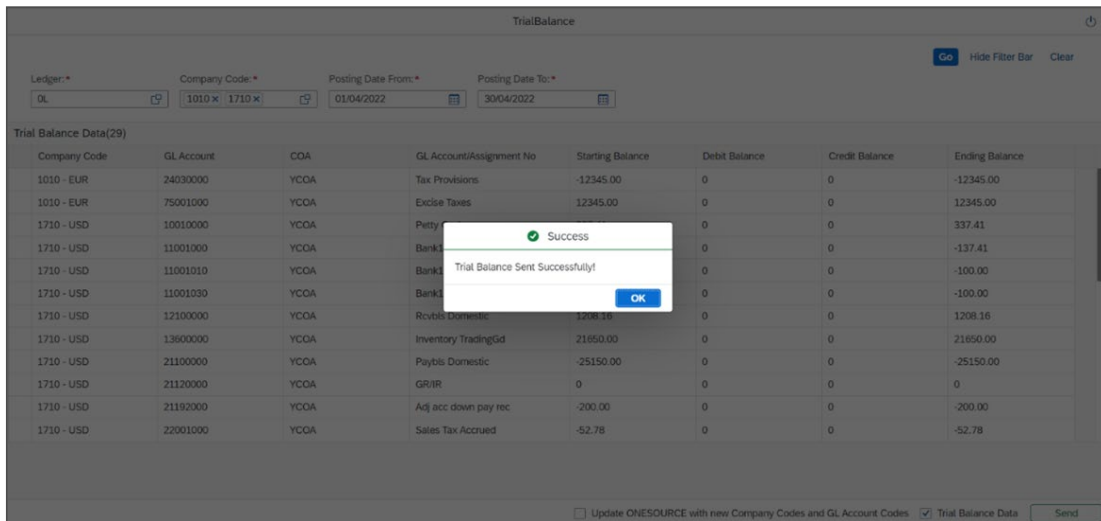 TrialBalance
Go Hide Filter Bar Clear
Ledger:* Company Code:* Posting Date From:* Posting Date To:*
0L 1010 × 1710 × 01/04/2022 30/04/2022
Trial Balance Data(29)
Company Code GL Account COA GL Account/Assignment No Starting Balance Debit Balance Credit Balance Ending Balance
1010 - EUR 24030000 YCOA Tax Provisions -12345.00 0 0 -12345.00
1010 - EUR 75001000 YCOA Excise Taxes 12345.00 0 0 12345.00
1710 - USD 10010000 YCOA Petty 0 0 337.41
Success
1710 - USD 11001000 YCOA Bank1 0 0 -137.41
Trial Balance Sent Successfully!
1710 - USD 11001010 YCOA Bank1 0 0 -100.00
1710 - USD 11001030 YCOA Bank1 0 0 -100.00
OK
1710 - USD 12100000 YCOA Rcvbls Domestic 1208.16 0 0 1208.16
1710 - USD 13600000 YCOA Inventory TradingGd 21650.00 0 0 21650.00
1710 - USD 21100000 YCOA Paybls Domestic -25150.00 0 0 -25150.00
1710 - USD 21120000 YCOA GR/IR 0 0 0 0
1710 - USD 21192000 YCOA Adj acc down pay rec -200.00 0 0 -200.00
1710 - USD 22001000 YCOA Sales Tax Accrued -52.78 0 0 -52.78
Update ONESOURCE with new Company Codes and GL Account Codes Trial Balance Data Send